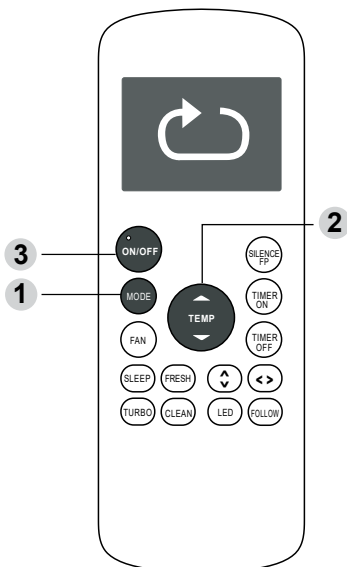 2
ON/OFF
SILENCE
FP
3
1
MODE
TEMP
TIMER
ON
FAN
TIMER
OFF
SLEEP
FRESH
TURBO
CLEAN
LED
FOLLOW